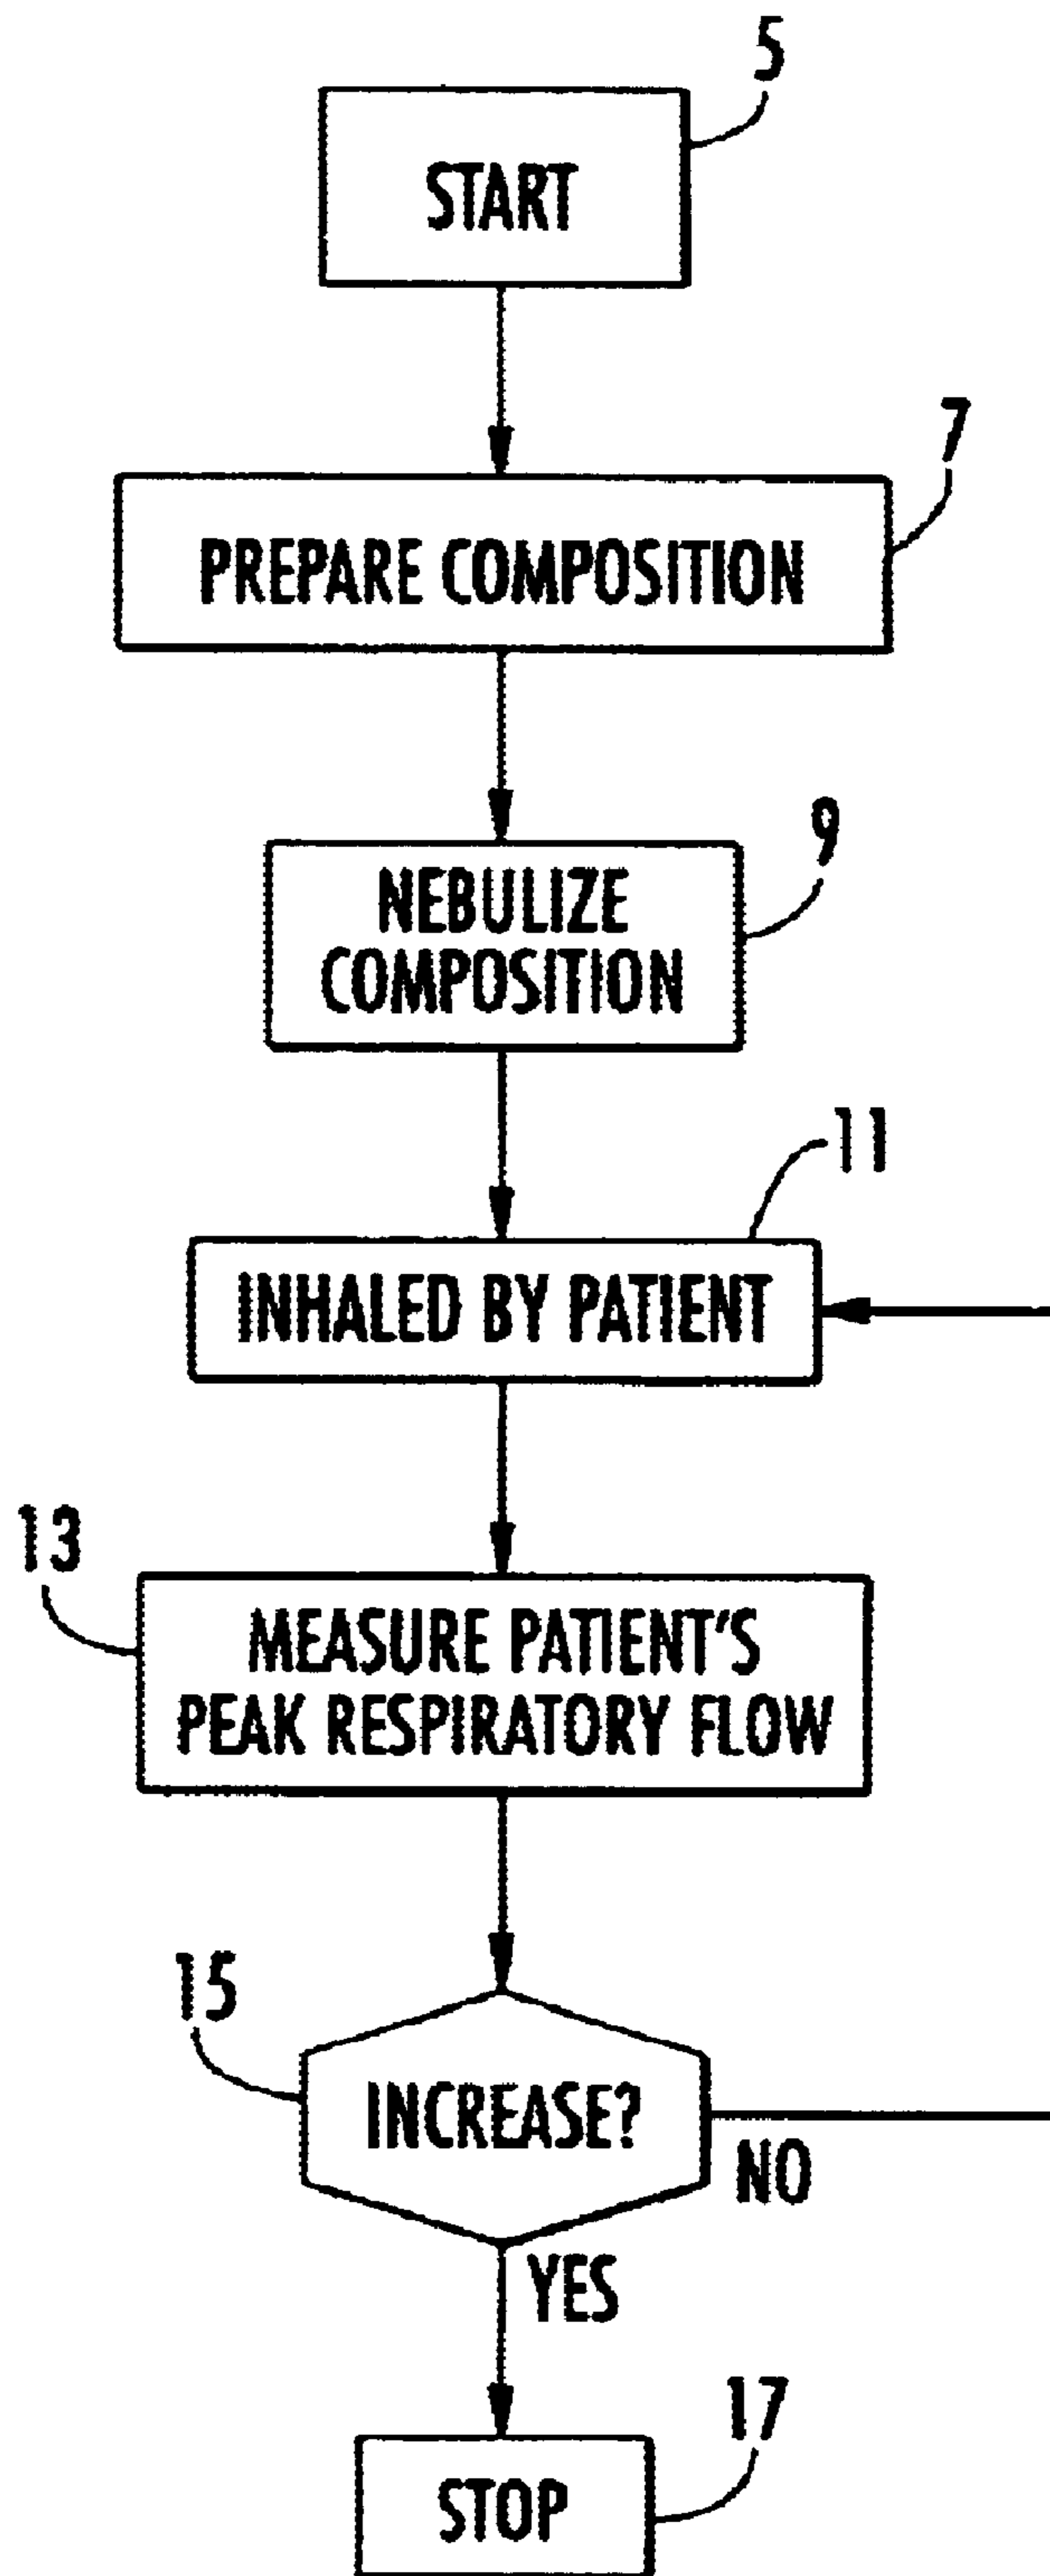 5
START
7
PREPARE COMPOSITION
9
NEBULIZE
COMPOSITION
11
INHALED BY PATIENT
13
MEASURE PATIENT'S
PEAK RESPIRATORY FLOW
15
INCREASE?
NO
YES
17
STOP